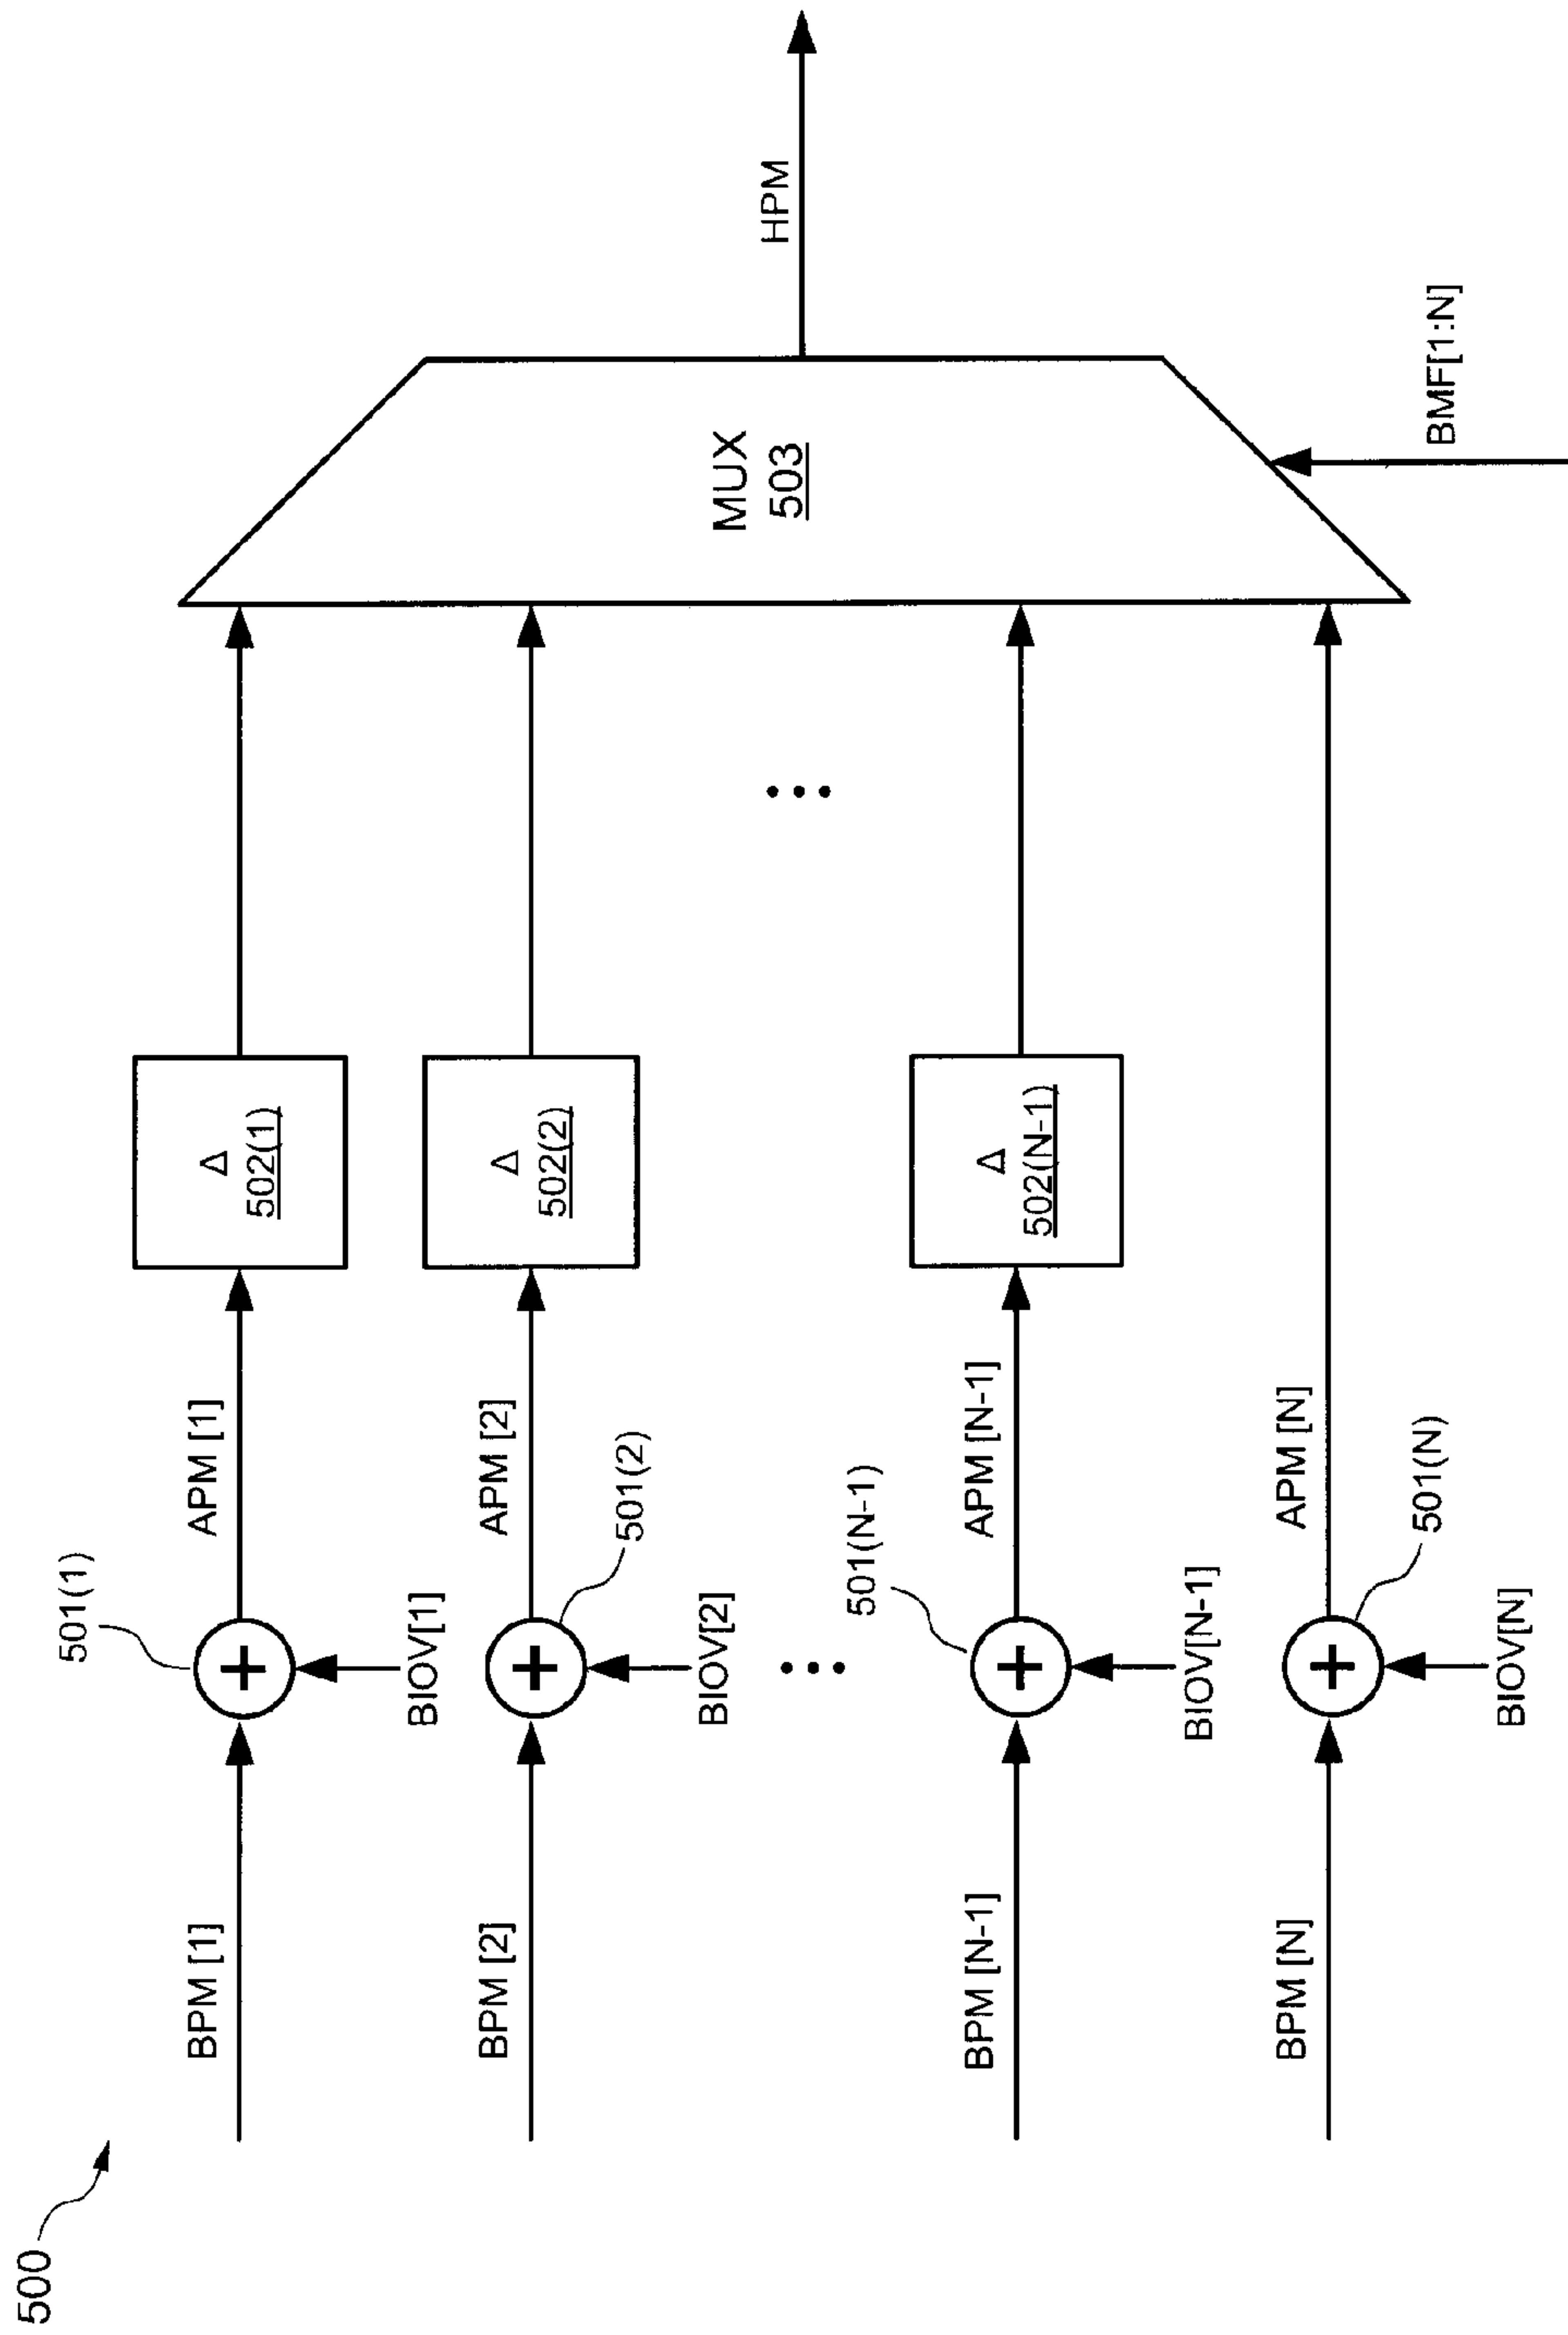 500
BPM [1]
501(1)
BIOV[1]
APM [1]
Δ
502(1)
BPM [2]
501(2)
BIOV[2]
APM [2]
Δ
502(2)
BPM [N-1]
501(N-1)
BIOV[N-1]
APM [N-1]
Δ
502(N-1)
BPM [N]
501(N)
BIOV[N]
APM [N]
MUX
503
HPM
BMF[1:N]